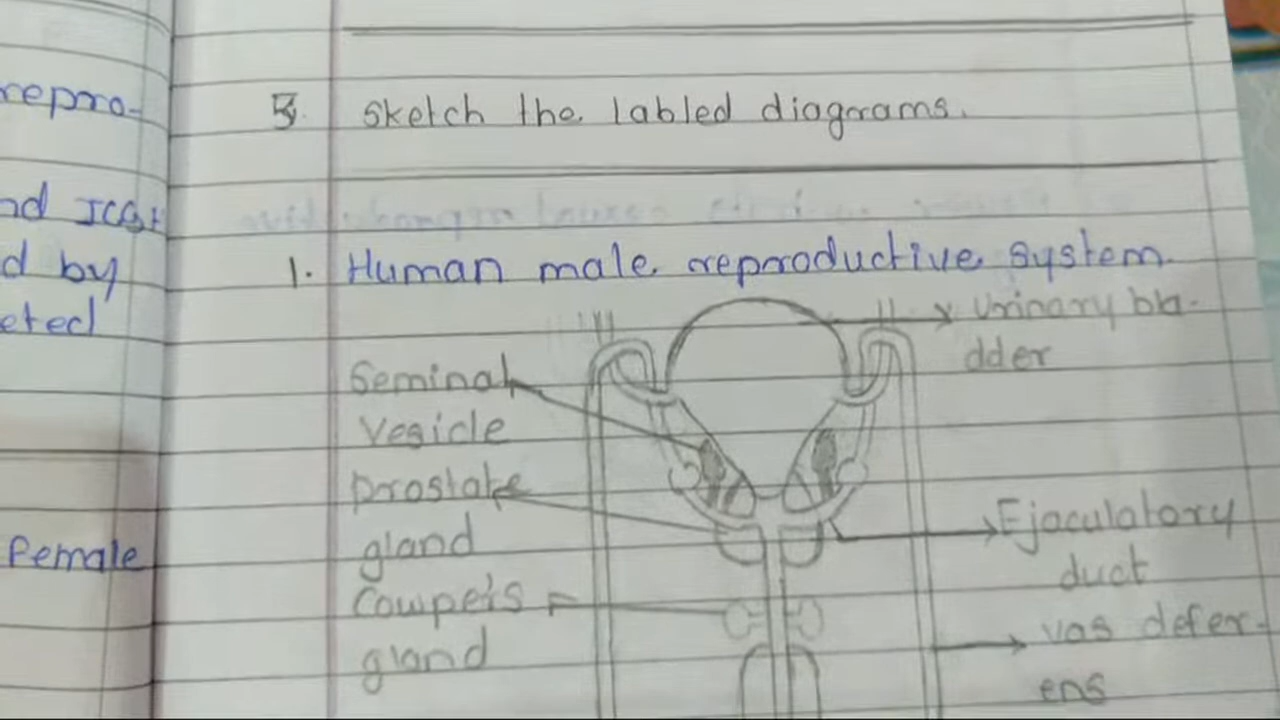 repro-
nd ICSI
d by
eted
Female
5. Sketch the labled diagrams.
1. Human male reproductive system.
Urinary bla-
dder
Seminal
vesicle
prostate
gland
Cowper's
gland
Ejaculatory
duct
vas defer-
ens